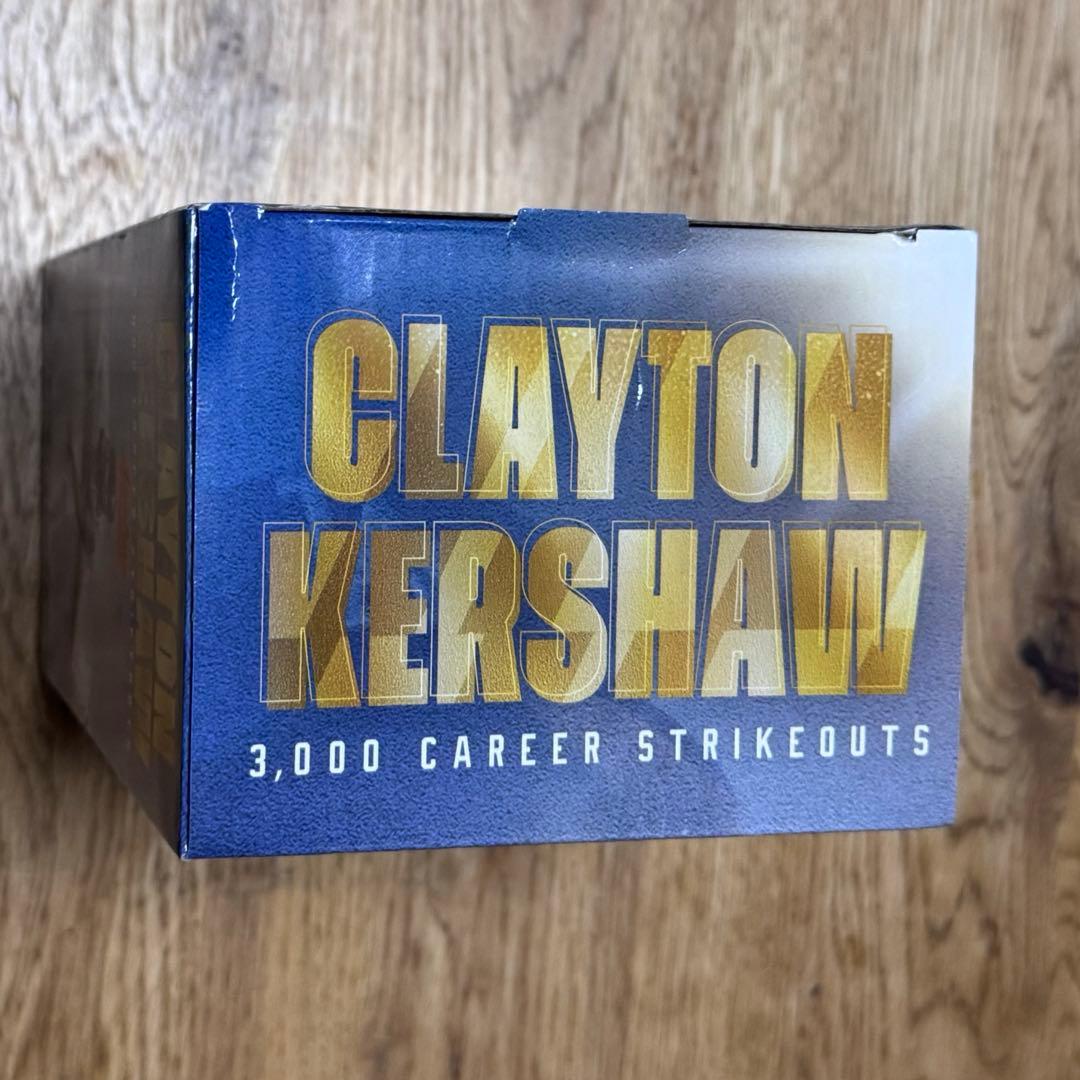 CLAYTON
KERSHAW
3,000 CAREER STRIKEOUTS